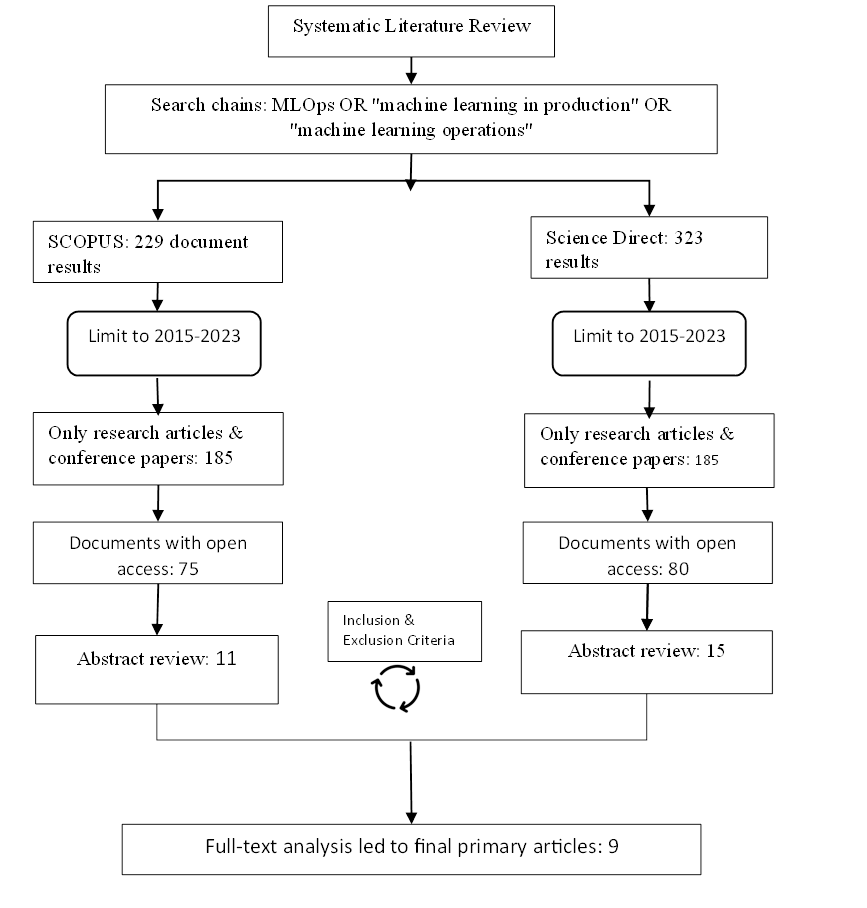 Systematic Literature Review
Search chains: MLOps OR "machine learning in production" OR
"machine learning operations"
SCOPUS: 229 document
results
Science Direct: 323
results
Limit to 2015-2023
Limit to 2015-2023
Only research articles &
conference papers: 185
Only research articles &
conference papers: 185
Documents with open
access: 75
Documents with open
access: 80
Inclusion &
Exclusion Criteria
Abstract review: 11
Abstract review: 15
Full-text analysis led to final primary articles: 9